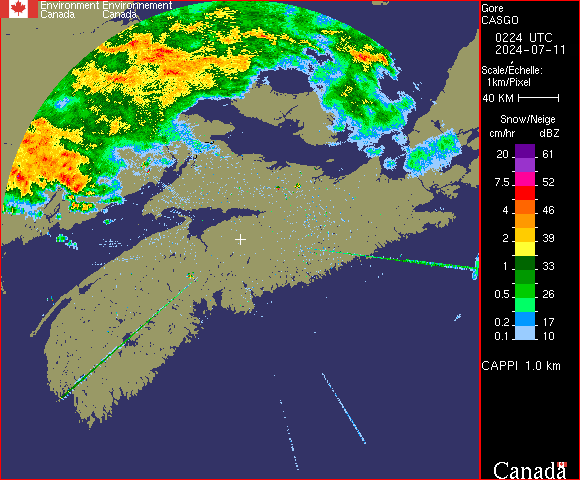 Environment Environnement
Canada Canada
Gore
CASGO
0224 UTC
2024-07-11
Scale/Échelle:
1km/Pixel
40 KM
Snow/Neige
cm/hr dBZ
20 61
7.5 52
4 46
2 39
1 33
0.5 26
0.2 17
0.1 10
CAPPI 1.0 km
Canada